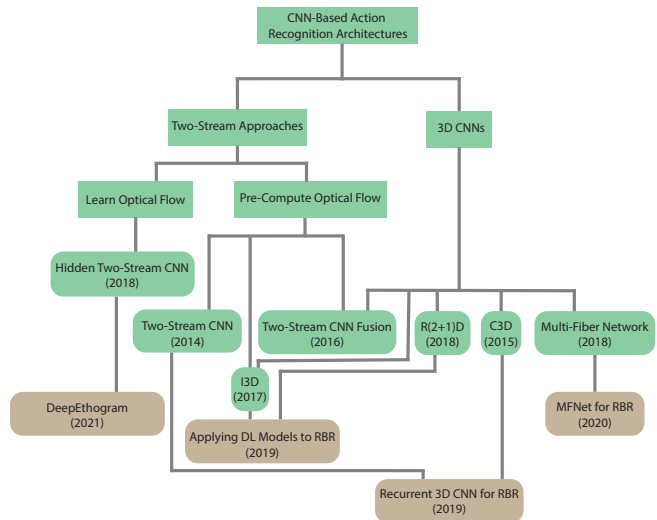 CNN-Based Action
Recognition Architectures
Two-Stream Approaches
3D CNNs
Learn Optical Flow
Pre-Compute Optical Flow
Hidden Two-Stream CNN
(2018)
Two-Stream CNN
(2014)
Two-Stream CNN Fusion
(2016)
R(2+1)D
(2018)
C3D
(2015)
Multi-Fiber Network
(2018)
I3D
(2017)
DeepEthogram
(2021)
Applying DL Models to RBR
(2019)
MFNet for RBR
(2020)
Recurrent 3D CNN for RBR
(2019)